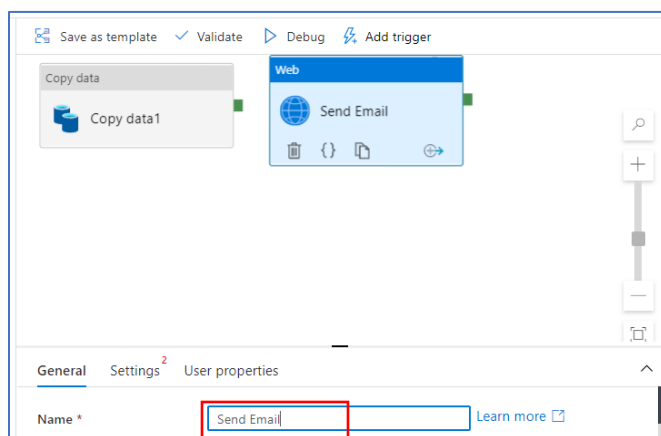 Save as template Validate Debug Add trigger
Copy data
Web
Copy data1
Send Email
{}
General Settings 2 User properties
Name * Send Email Learn more